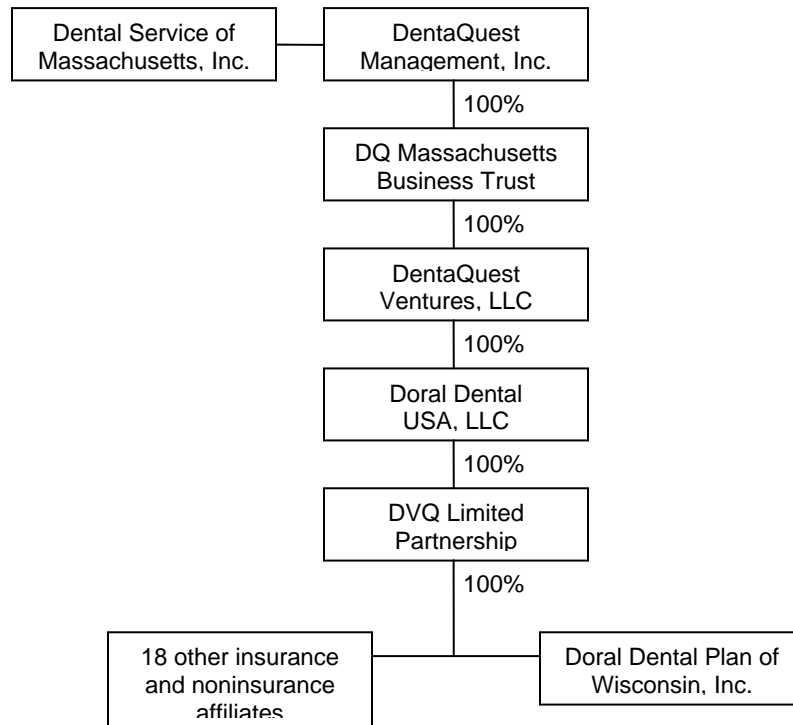 Dental Service of
Massachusetts, Inc.
DentaQuest
Management, Inc.
100%
DQ Massachusetts
Business Trust
100%
DentaQuest
Ventures, LLC
100%
Doral Dental
USA, LLC
100%
DVQ Limited
Partnership
100%
18 other insurance
and noninsurance
affiliates
Doral Dental Plan of
Wisconsin, Inc.